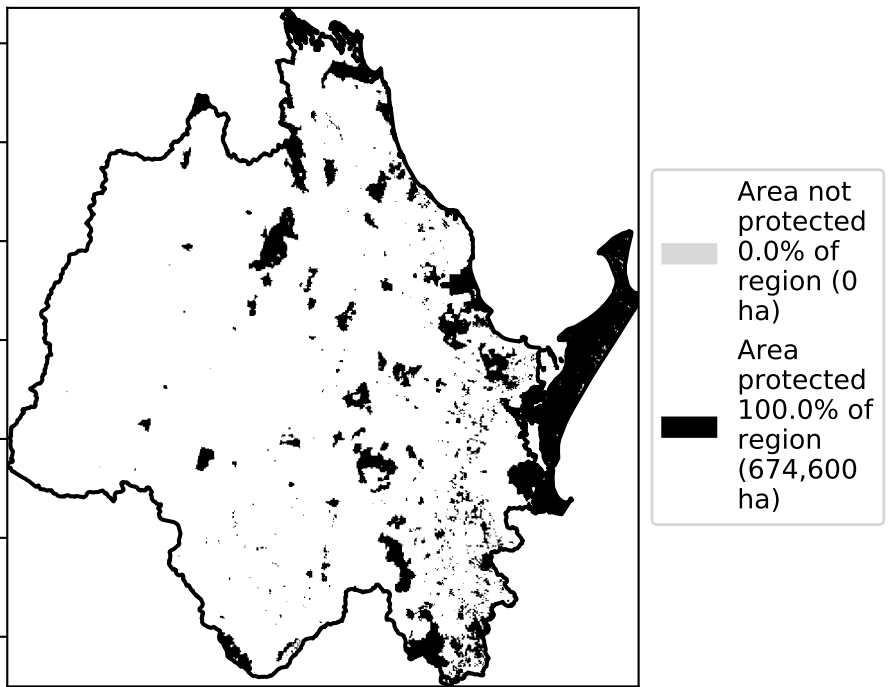 Area not
protected
0.0% of
region (0
ha)
Area
protected
100.0% of
region
(674,600
ha)